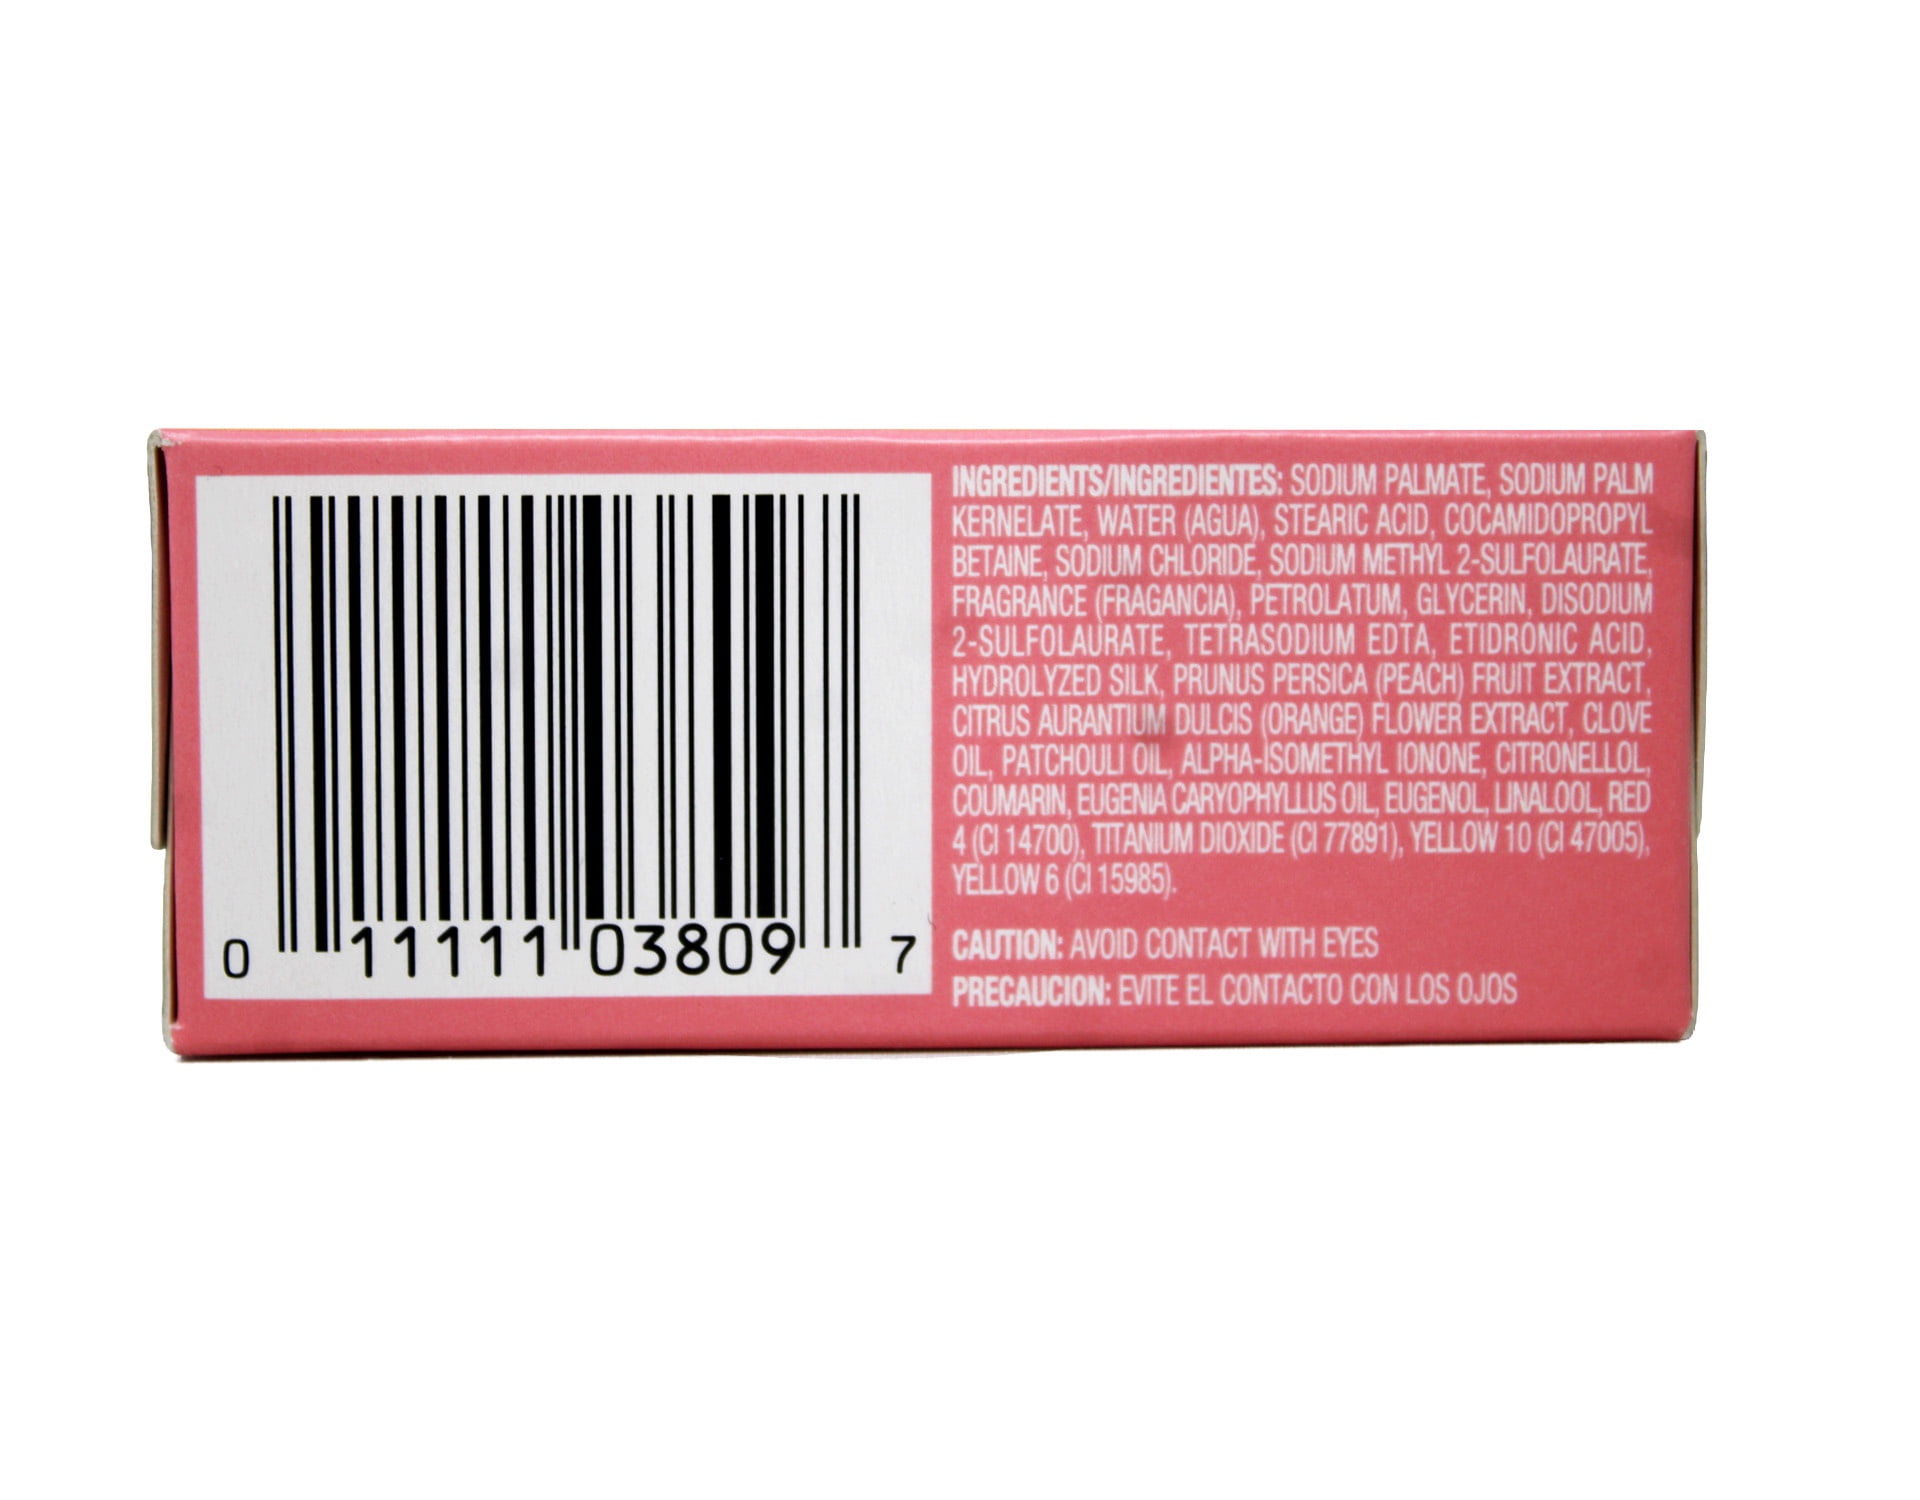 0 11111 03809 7
INGREDIENTS/INGREDIENTES: SODIUM PALMATE, SODIUM PALM
KERNELATE, WATER (AGUA), STEARIC ACID, COCAMIDOPROPYL
BETAINE, SODIUM CHLORIDE, SODIUM METHYL 2-SULFOLAURATE,
FRAGRANCE (FRAGANCIA), PETROLATUM, GLYCERIN, DISODIUM
2-SULFOLAURATE, TETRASODIUM EDTA, ETIDRONIC ACID,
HYDROLYZED SILK, PRUNUS PERSICA (PEACH) FRUIT EXTRACT,
CITRUS AURANTIUM DULCIS (ORANGE) FLOWER EXTRACT, CLOVE
OIL, PATCHOULI OIL, ALPHA-ISOMETHYL IONONE, CITRONELLOL,
COUMARIN, EUGENIA CARYOPHYLLUS OIL, EUGENOL, LINALOOL, RED
4 (CI 14700), TITANIUM DIOXIDE (CI 77891), YELLOW 10 (CI 47005),
YELLOW 6 (CI 15985).
CAUTION: AVOID CONTACT WITH EYES
PRECAUCION: EVITE EL CONTACTO CON LOS OJOS